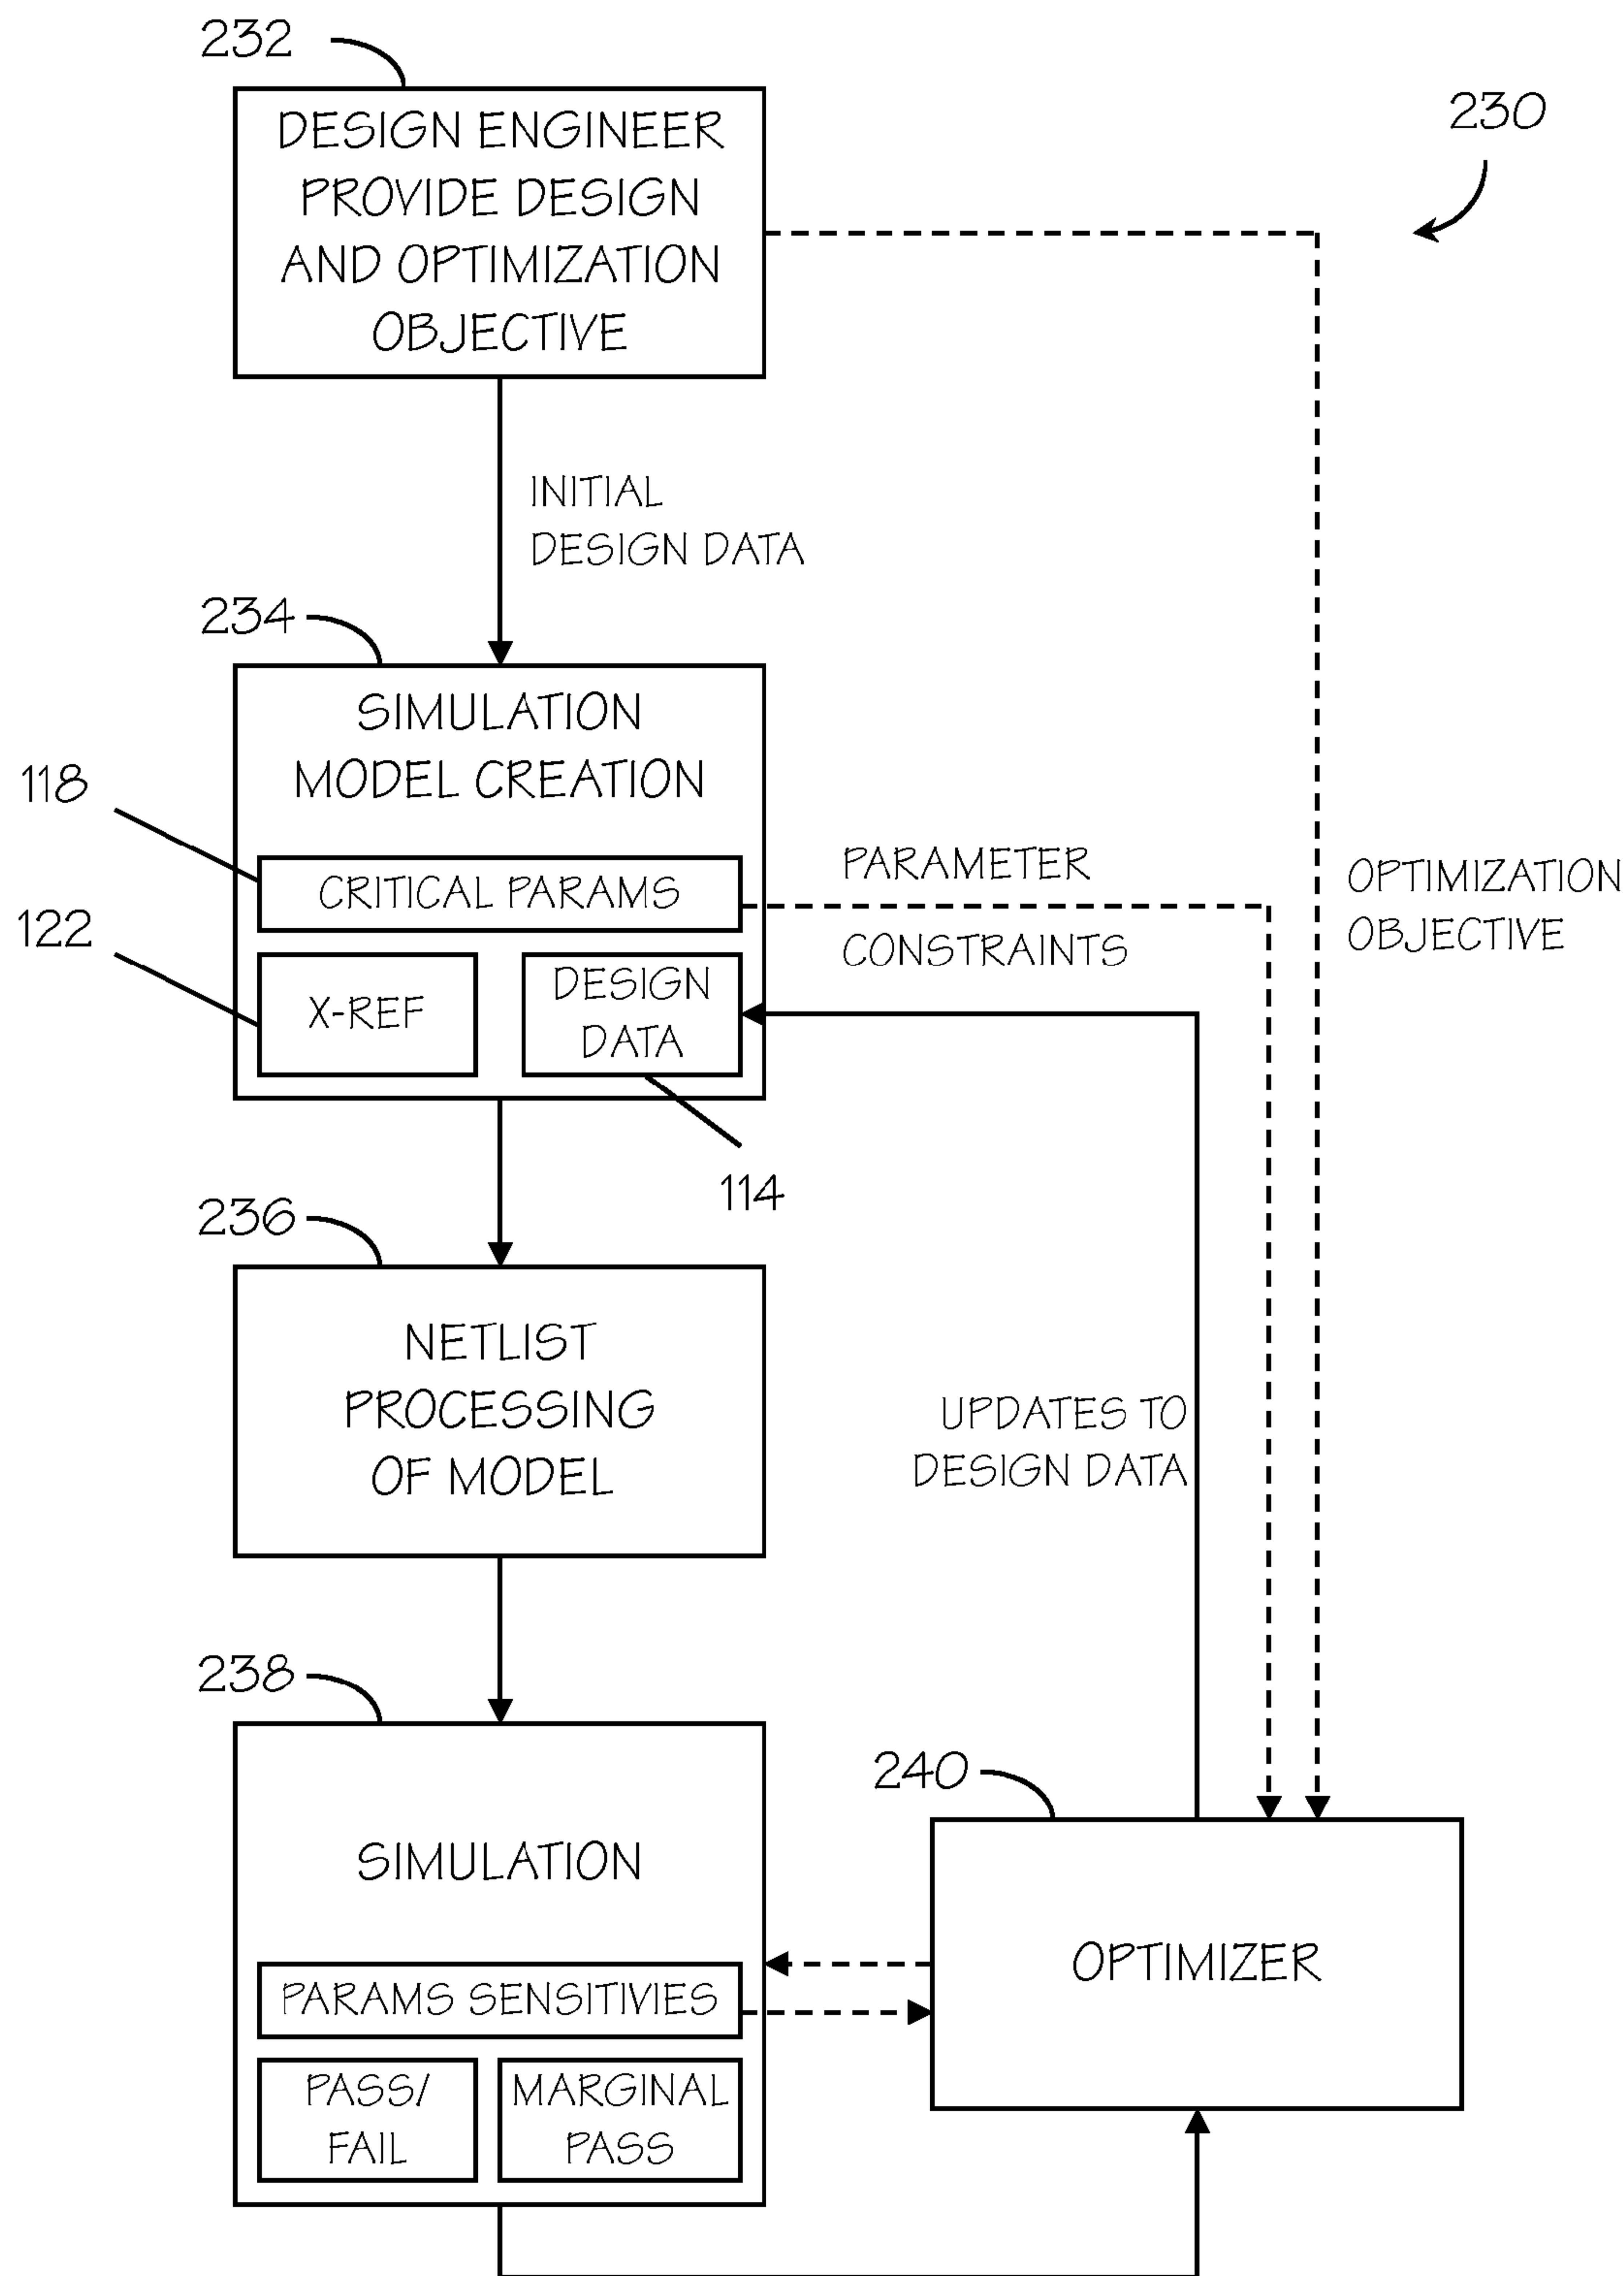 232
230
DESIGN ENGINEER
PROVIDE DESIGN
AND OPTIMIZATION
OBJECTIVE
INITIAL
DESIGN DATA
234
SIMULATION
MODEL CREATION
118
CRITICAL PARAMS
PARAMETER
CONSTRAINTS
OPTIMIZATION
OBJECTIVE
122
X-REF
DESIGN
DATA
114
236
NETLIST
PROCESSING
OF MODEL
UPDATES TO
DESIGN DATA
238
SIMULATION
240
OPTIMIZER
PARAMS SENSITIVIES
PASS/
FAIL
MARGINAL
PASS